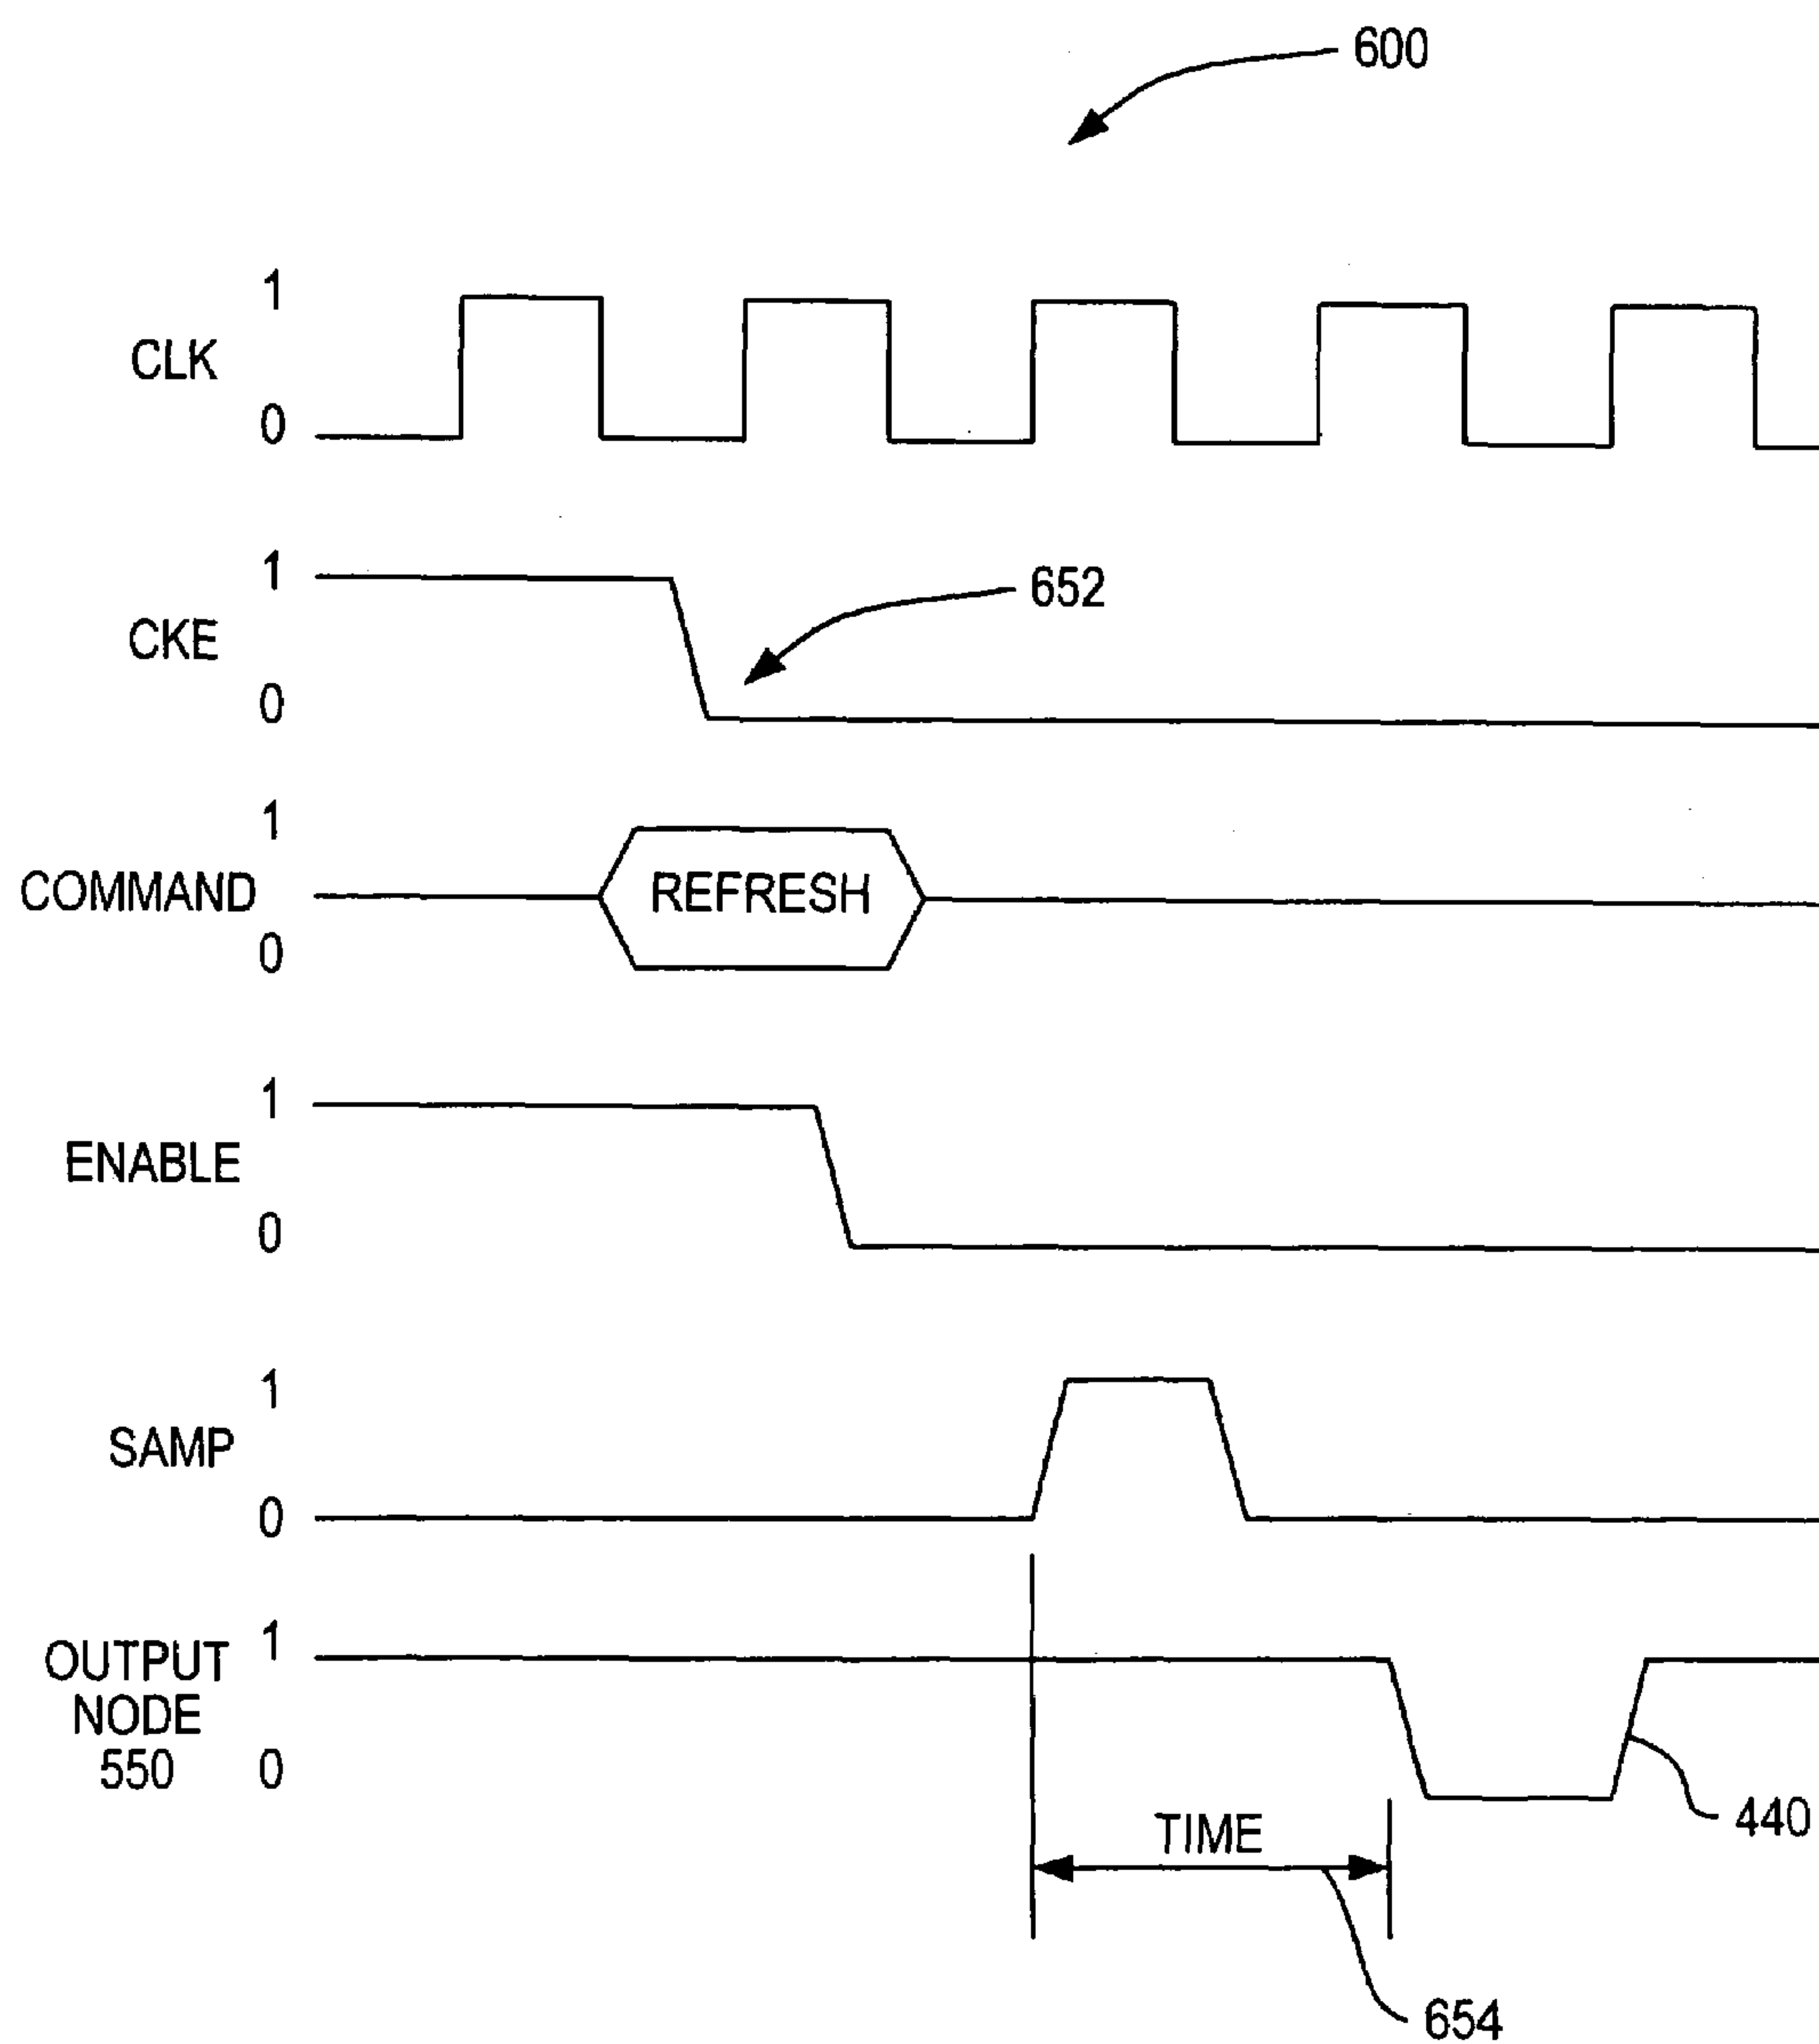 600
1
CLK
0
1
CKE
0
652
1
COMMAND
0
REFRESH
1
ENABLE
0
1
SAMP
0
OUTPUT 1
NODE
550 0
TIME
440
654